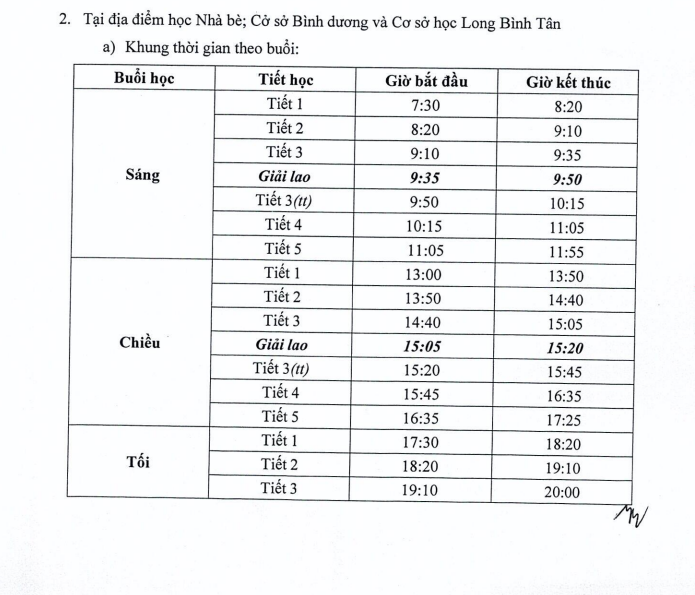 2. Tại địa điểm học Nhà bè; Cở sở Bình dương và Cơ sở học Long Bình Tân
a) Khung thời gian theo buổi:
Buổi học Tiết học Giờ bắt đầu Giờ kết thúc
Sáng
Tiết 1 7:30 8:20
Tiết 2 8:20 9:10
Tiết 3 9:10 9:35
Giải lao 9:35 9:50
Tiết 3(tt) 9:50 10:15
Tiết 4 10:15 11:05
Tiết 5 11:05 11:55
Chiều
Tiết 1 13:00 13:50
Tiết 2 13:50 14:40
Tiết 3 14:40 15:05
Giải lao 15:05 15:20
Tiết 3(tt) 15:20 15:45
Tiết 4 15:45 16:35
Tiết 5 16:35 17:25
Tối
Tiết 1 17:30 18:20
Tiết 2 18:20 19:10
Tiết 3 19:10 20:00